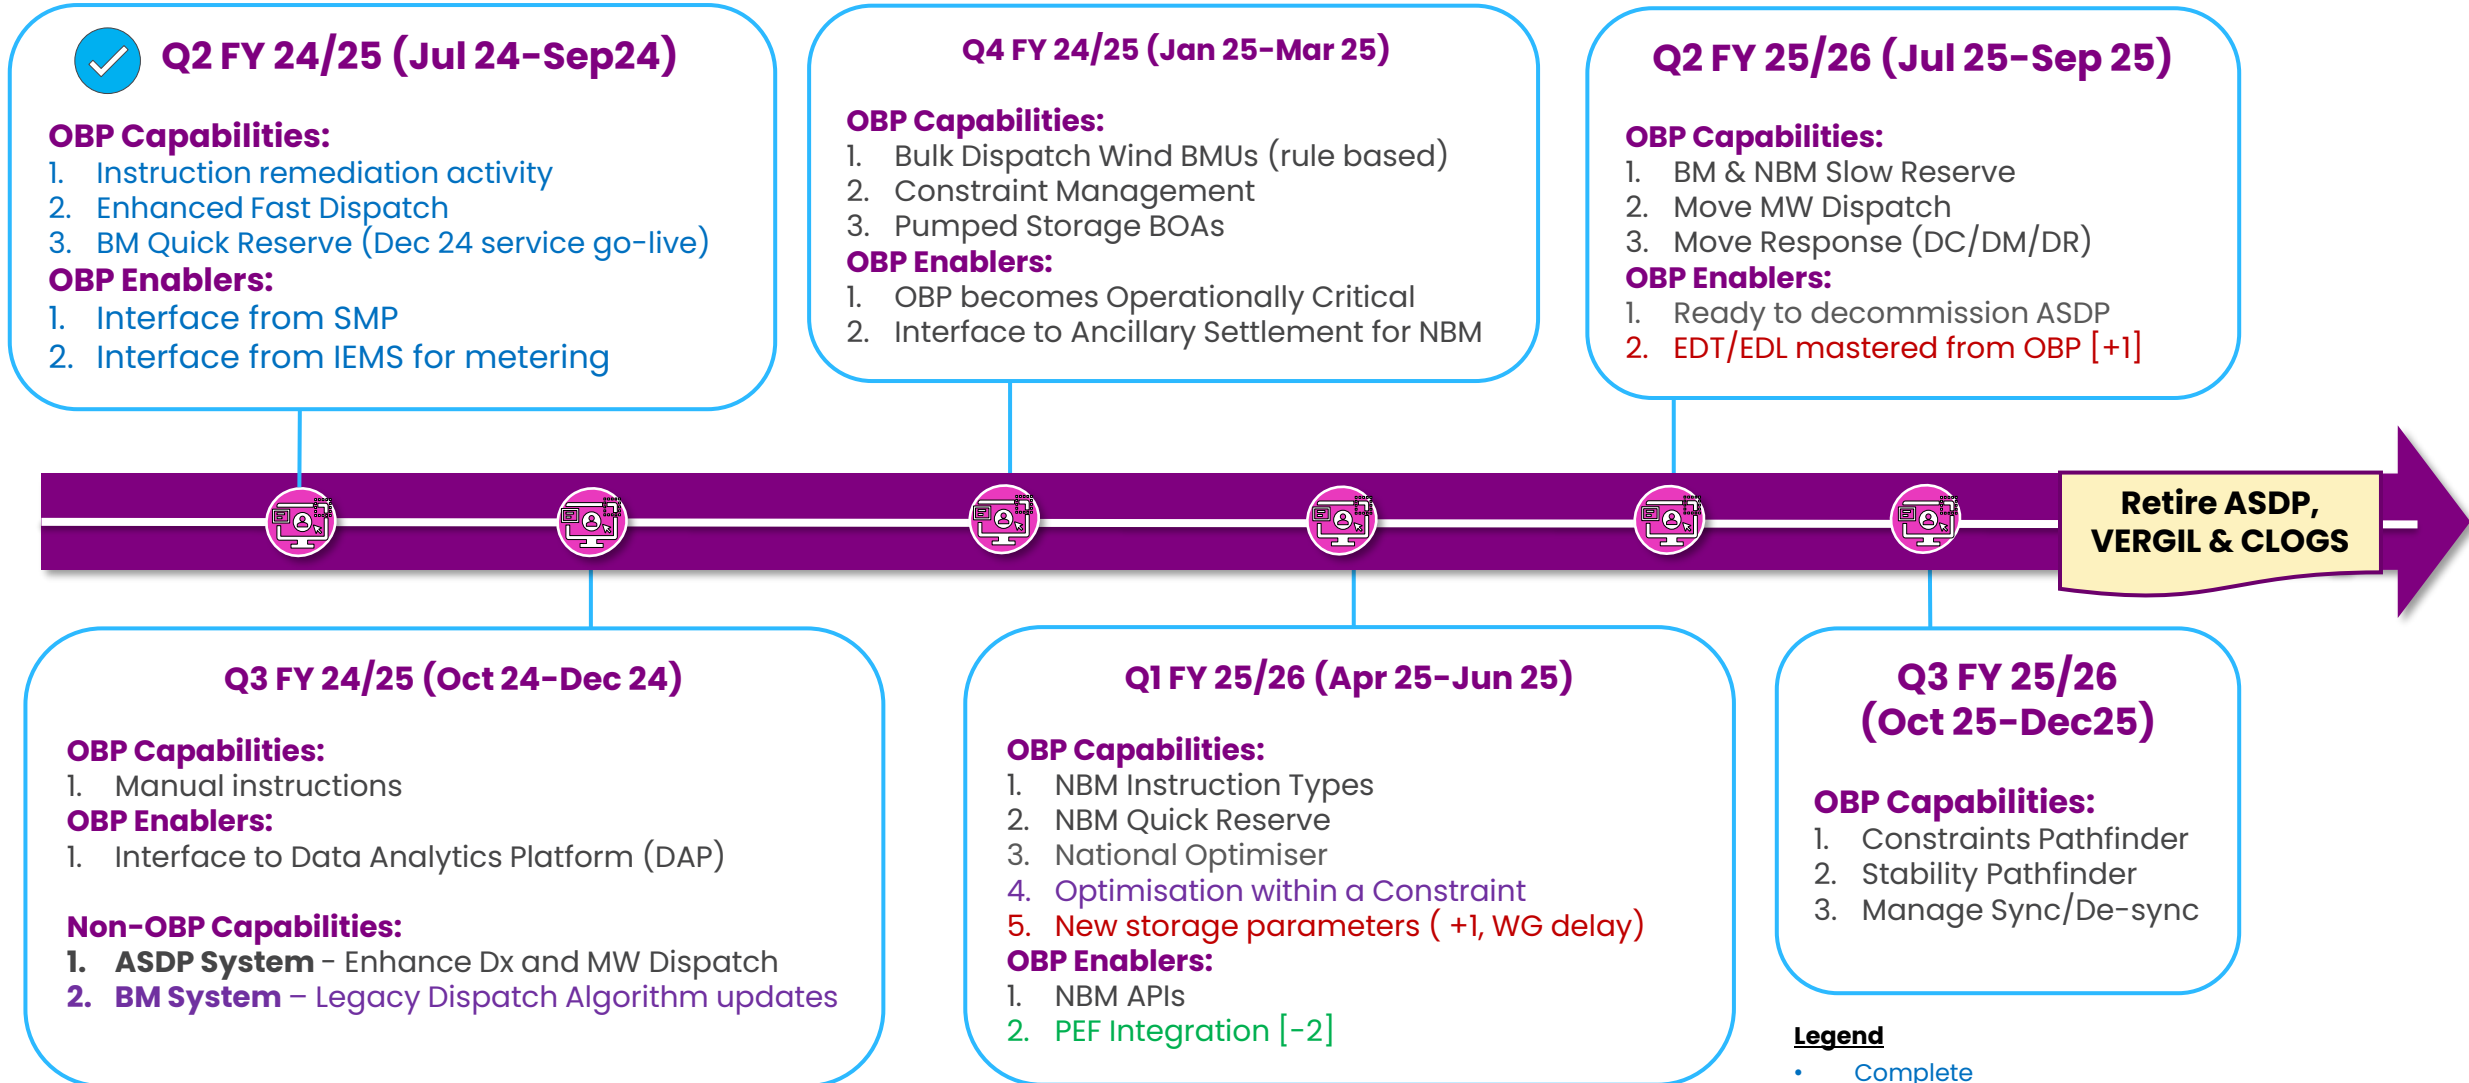 Q2 FY 24/25 (Jul 24-Sep24)
OBP Capabilities:
1. Instruction remediation activity
2. Enhanced Fast Dispatch
3. BM Quick Reserve (Dec 24 service go-live)
OBP Enablers:
1. Interface from SMP
2. Interface from IEMS for metering
Q4 FY 24/25 (Jan 25-Mar 25)
OBP Capabilities:
1. Bulk Dispatch Wind BMUs (rule based)
2. Constraint Management
3. Pumped Storage BOAs
OBP Enablers:
1. OBP becomes Operationally Critical
2. Interface to Ancillary Settlement for NBM
Q2 FY 25/26 (Jul 25-Sep 25)
OBP Capabilities:
1. BM & NBM Slow Reserve
2. Move MW Dispatch
3. Move Response (DC/DM/DR)
OBP Enablers:
1. Ready to decommission ASDP
2. EDT/EDL mastered from OBP [+1]
Retire ASDP,
VERGIL & CLOGS
Q3 FY 24/25 (Oct 24-Dec 24)
OBP Capabilities:
1. Manual instructions
OBP Enablers:
1. Interface to Data Analytics Platform (DAP)
Non-OBP Capabilities:
1. ASDP System - Enhance Dx and MW Dispatch
2. BM System – Legacy Dispatch Algorithm updates
Q1 FY 25/26 (Apr 25-Jun 25)
OBP Capabilities:
1. NBM Instruction Types
2. NBM Quick Reserve
3. National Optimiser
4. Optimisation within a Constraint
5. New storage parameters ( +1, WG delay)
OBP Enablers:
1. NBM APIs
2. PEF Integration [-2]
Q3 FY 25/26
(Oct 25-Dec25)
OBP Capabilities:
1. Constraints Pathfinder
2. Stability Pathfinder
3. Manage Sync/De-sync
Legend
• Complete